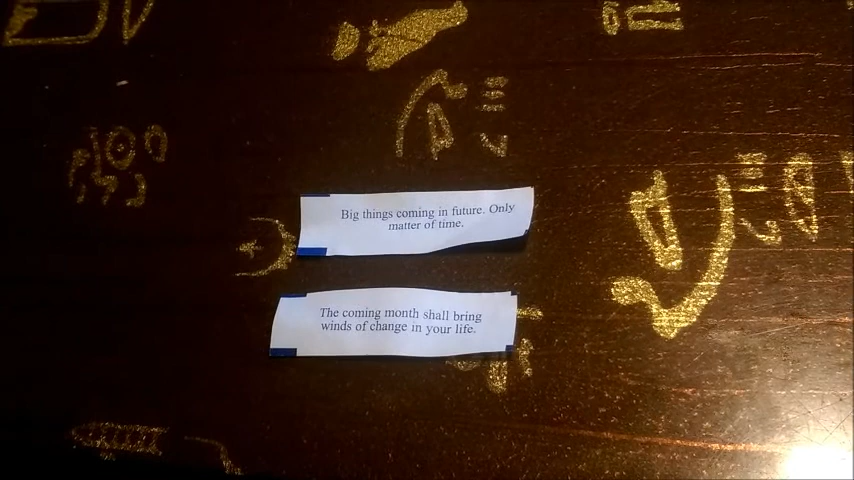 Big things coming in future. Only
matter of time.
The coming month shall bring
winds of change in your life.